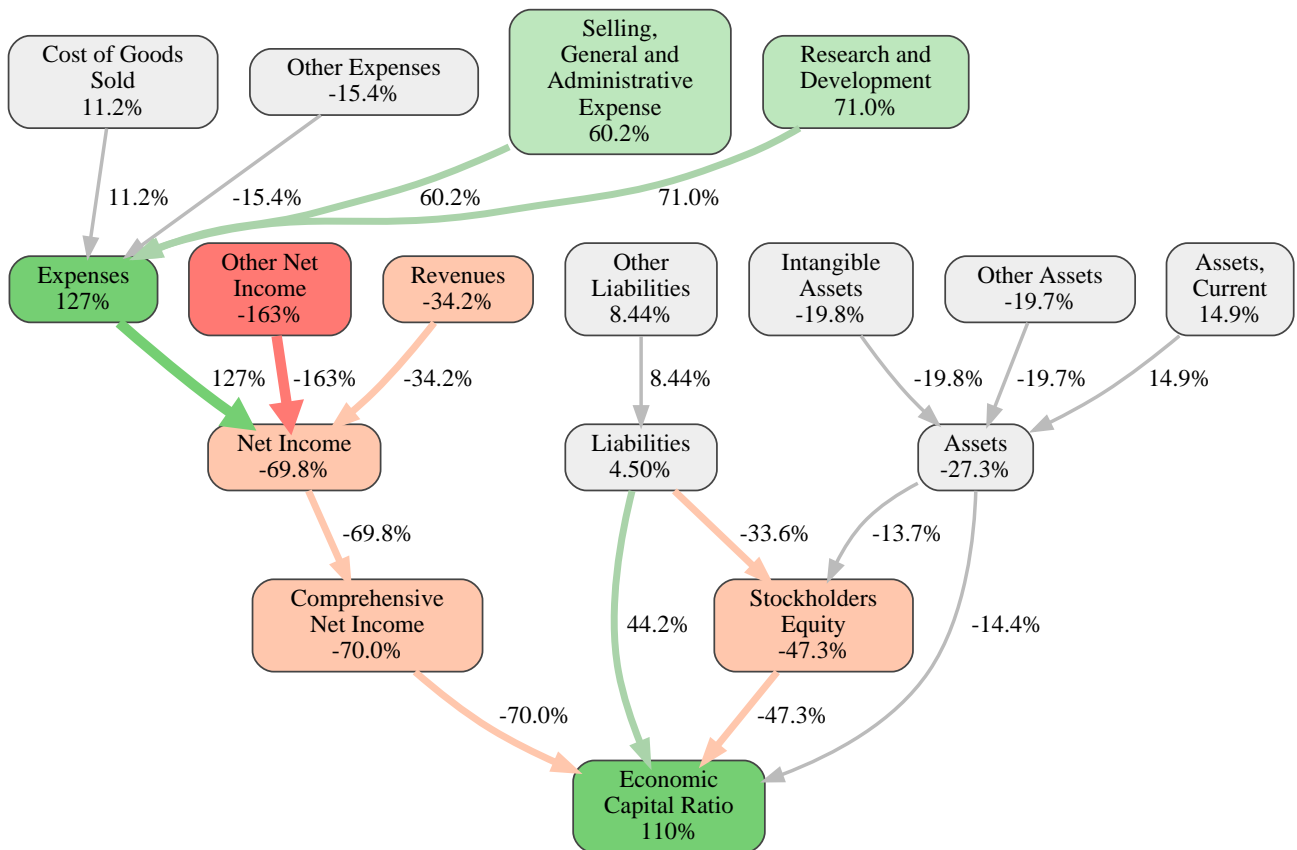 Cost of Goods
Sold
11.2%
Other Expenses
-15.4%
Selling,
General and
Administrative
Expense
60.2%
Research and
Development
71.0%
11.2%
-15.4%
60.2%
71.0%
Expenses
127%
Other Net
Income
-163%
Revenues
-34.2%
Other
Liabilities
8.44%
Intangible
Assets
-19.8%
Other Assets
-19.7%
Assets,
Current
14.9%
127%
-163%
-34.2%
8.44%
-19.8%
-19.7%
14.9%
Net Income
-69.8%
Liabilities
4.50%
Assets
-27.3%
-69.8%
-33.6%
-13.7%
Comprehensive
Net Income
-70.0%
44.2%
Stockholders
Equity
-47.3%
-14.4%
-70.0%
-47.3%
Economic
Capital Ratio
110%